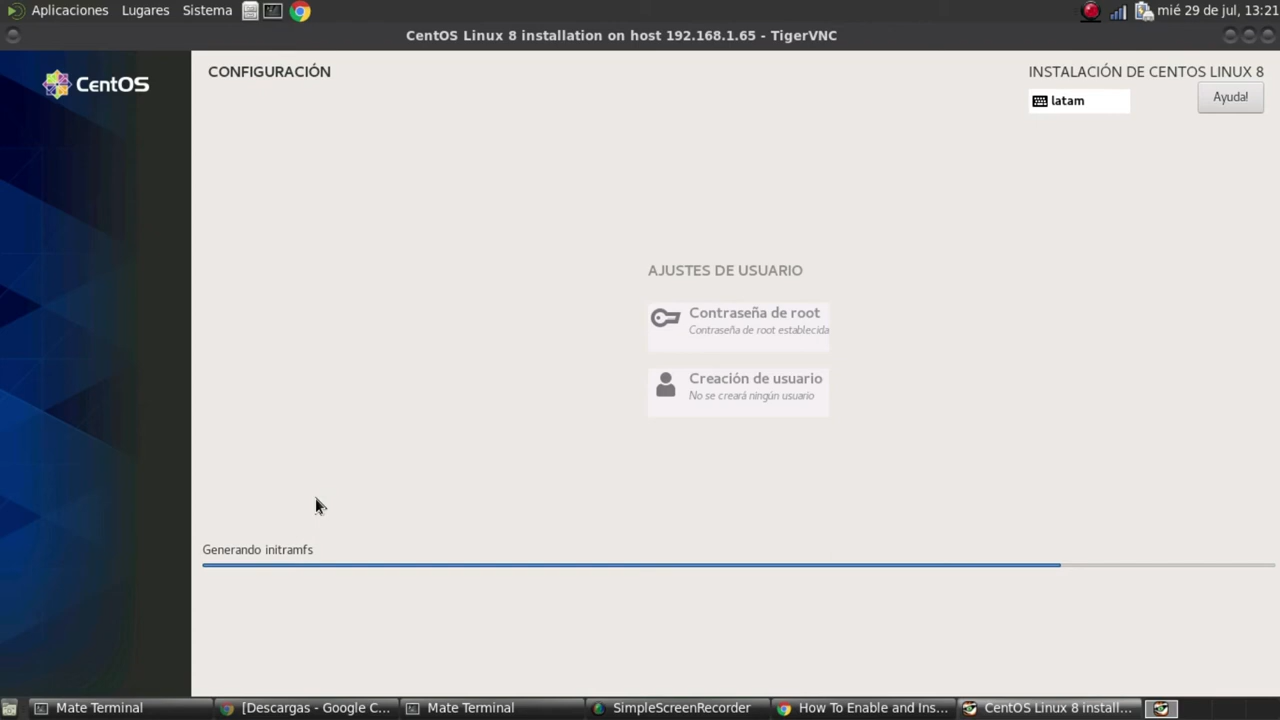 Aplicaciones Lugares Sistema mié 29 de jul, 13:21
CentOS Linux 8 installation on host 192.168.1.65 - TigerVNC
CentOS
CONFIGURACIÓN
INSTALACIÓN DE CENTOS LINUX 8
latam
Ayuda!
AJUSTES DE USUARIO
Contraseña de root
Contraseña de root establecida
Creación de usuario
No se creará ningún usuario
Generando initramfs
Mate Terminal [Descargas - Google C... Mate Terminal SimpleScreenRecorder How To Enable and Ins... CentOS Linux 8 install...